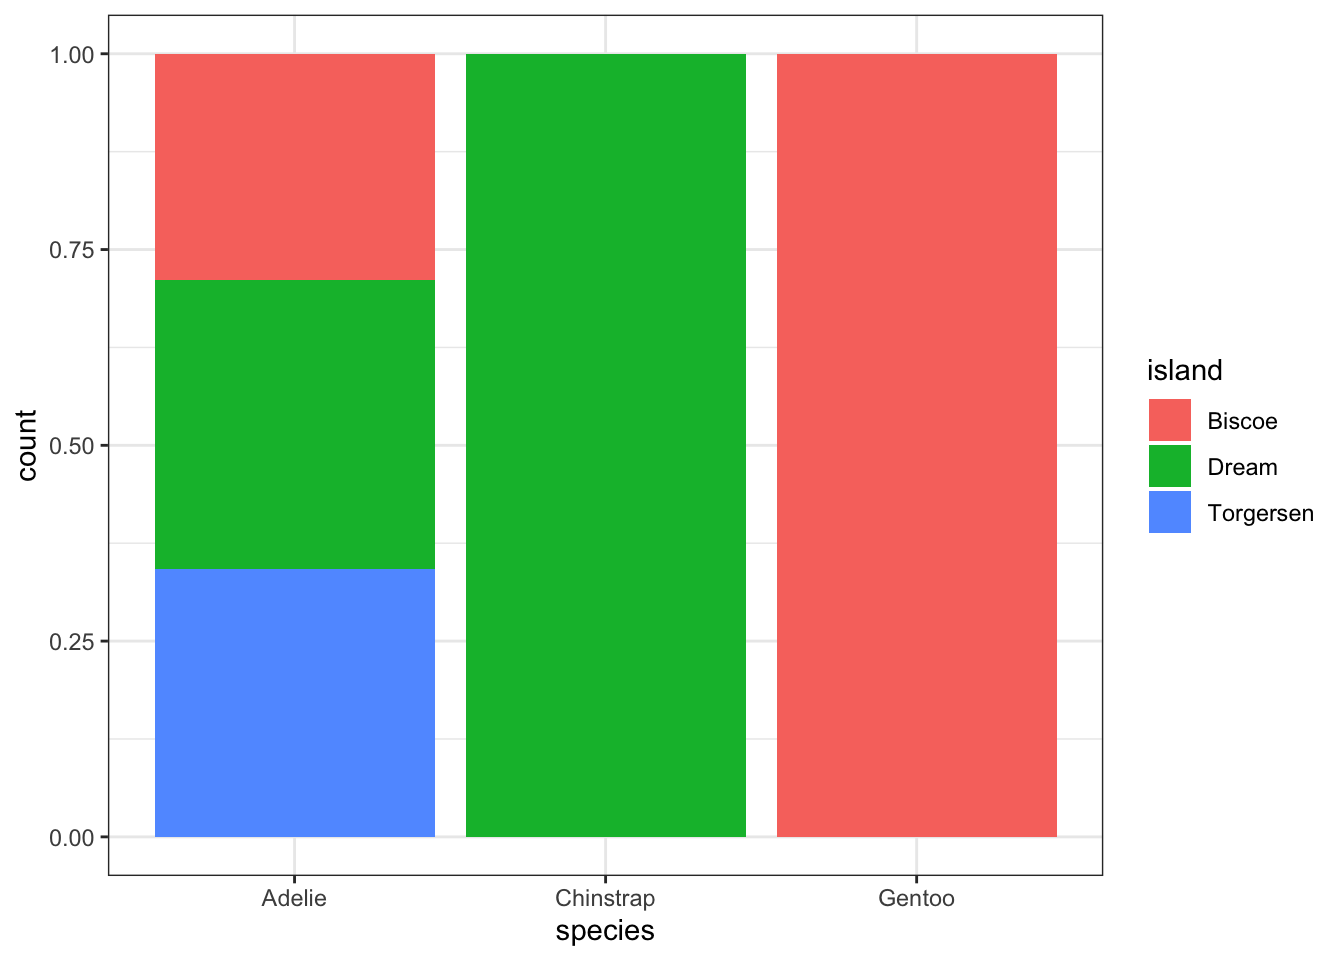 1.00
0.75
0.50
0.25
0.00
count
Adelie
Chinstrap
Gentoo
species
island
Biscoe
Dream
Torgersen